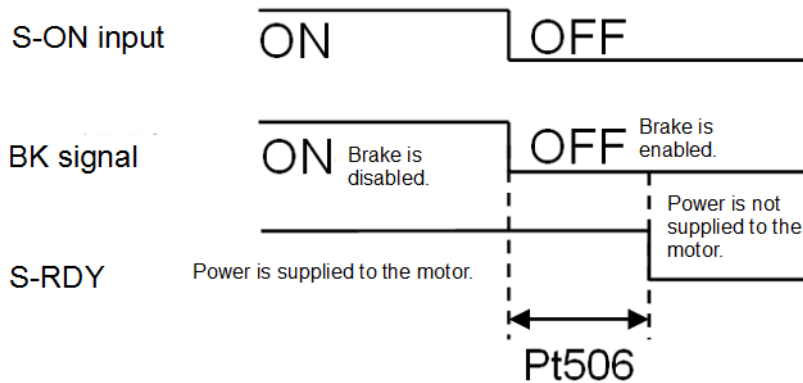 S-ON input
ON
OFF
BK signal
ON
Brake is
disabled.
OFF
Brake is
enabled.
S-RDY
Power is supplied to the motor.
Power is not
supplied to the
motor.
Pt506